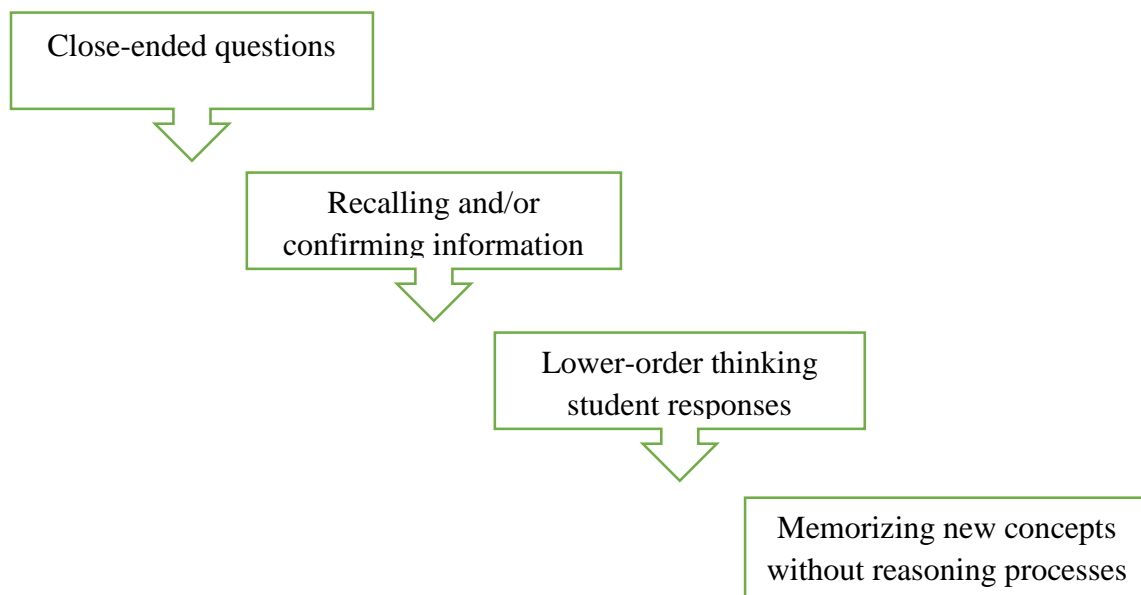 Close-ended questions
Recalling and/or
confirming information
Lower-order thinking
student responses
Memorizing new concepts
without reasoning processes